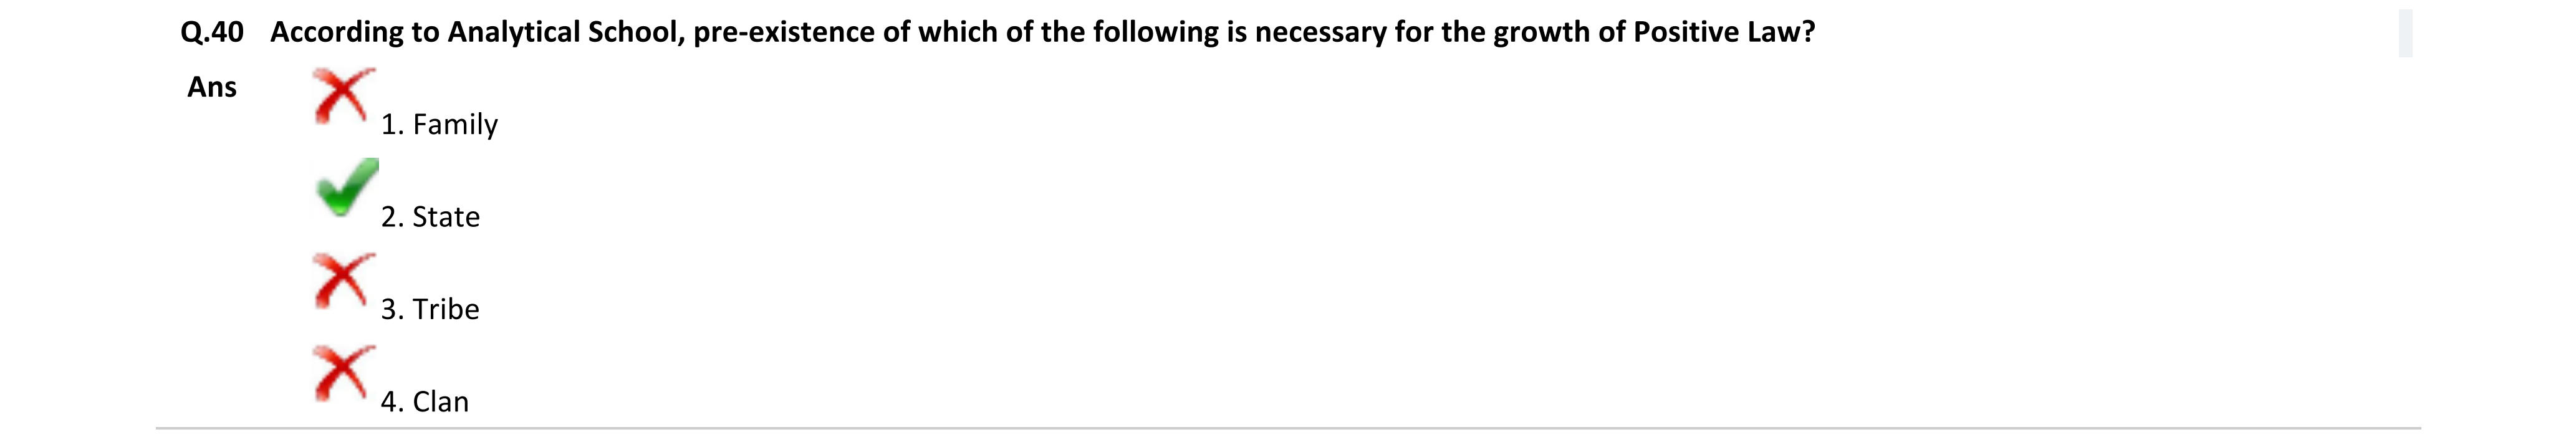 Q.40 According to Analytical School, pre-existence of which of the following is necessary for the growth of Positive Law?
Ans
1. Family
2. State
3. Tribe
4. Clan